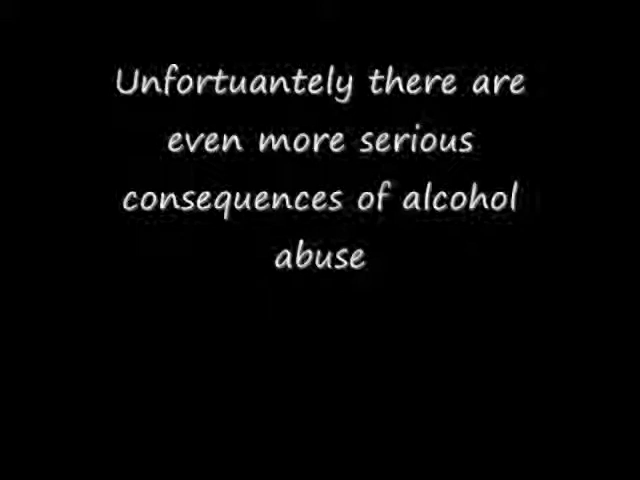 Unfortuantely there are
even more serious
consequences of alcohol
abuse